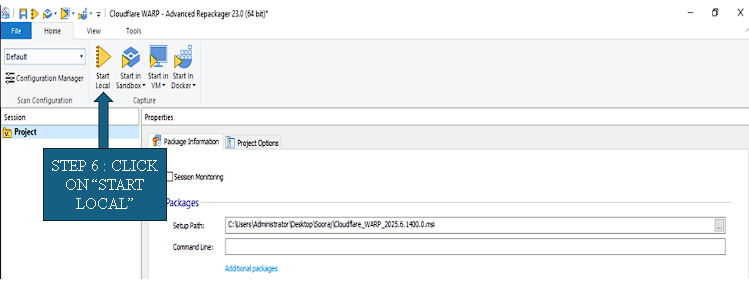 Cloudflare WARP - Advanced Repackager 23.0 (64 bit)*
File Home View Tools
Default
Configuration Manager
Scan Configuration
Start Local
Start in Sandbox
Start in VM
Start in Docker
Capture
Session
Project
Properties
Package Information Project Options
STEP 6 : CLICK
ON “START
LOCAL”
Session Monitoring
Packages
Setup Path: C:\Users\Administrator\Desktop\Sooraj\Cloudflare_WARP_2025.6.1400.0.msi ...
Command Line:
Additional packages